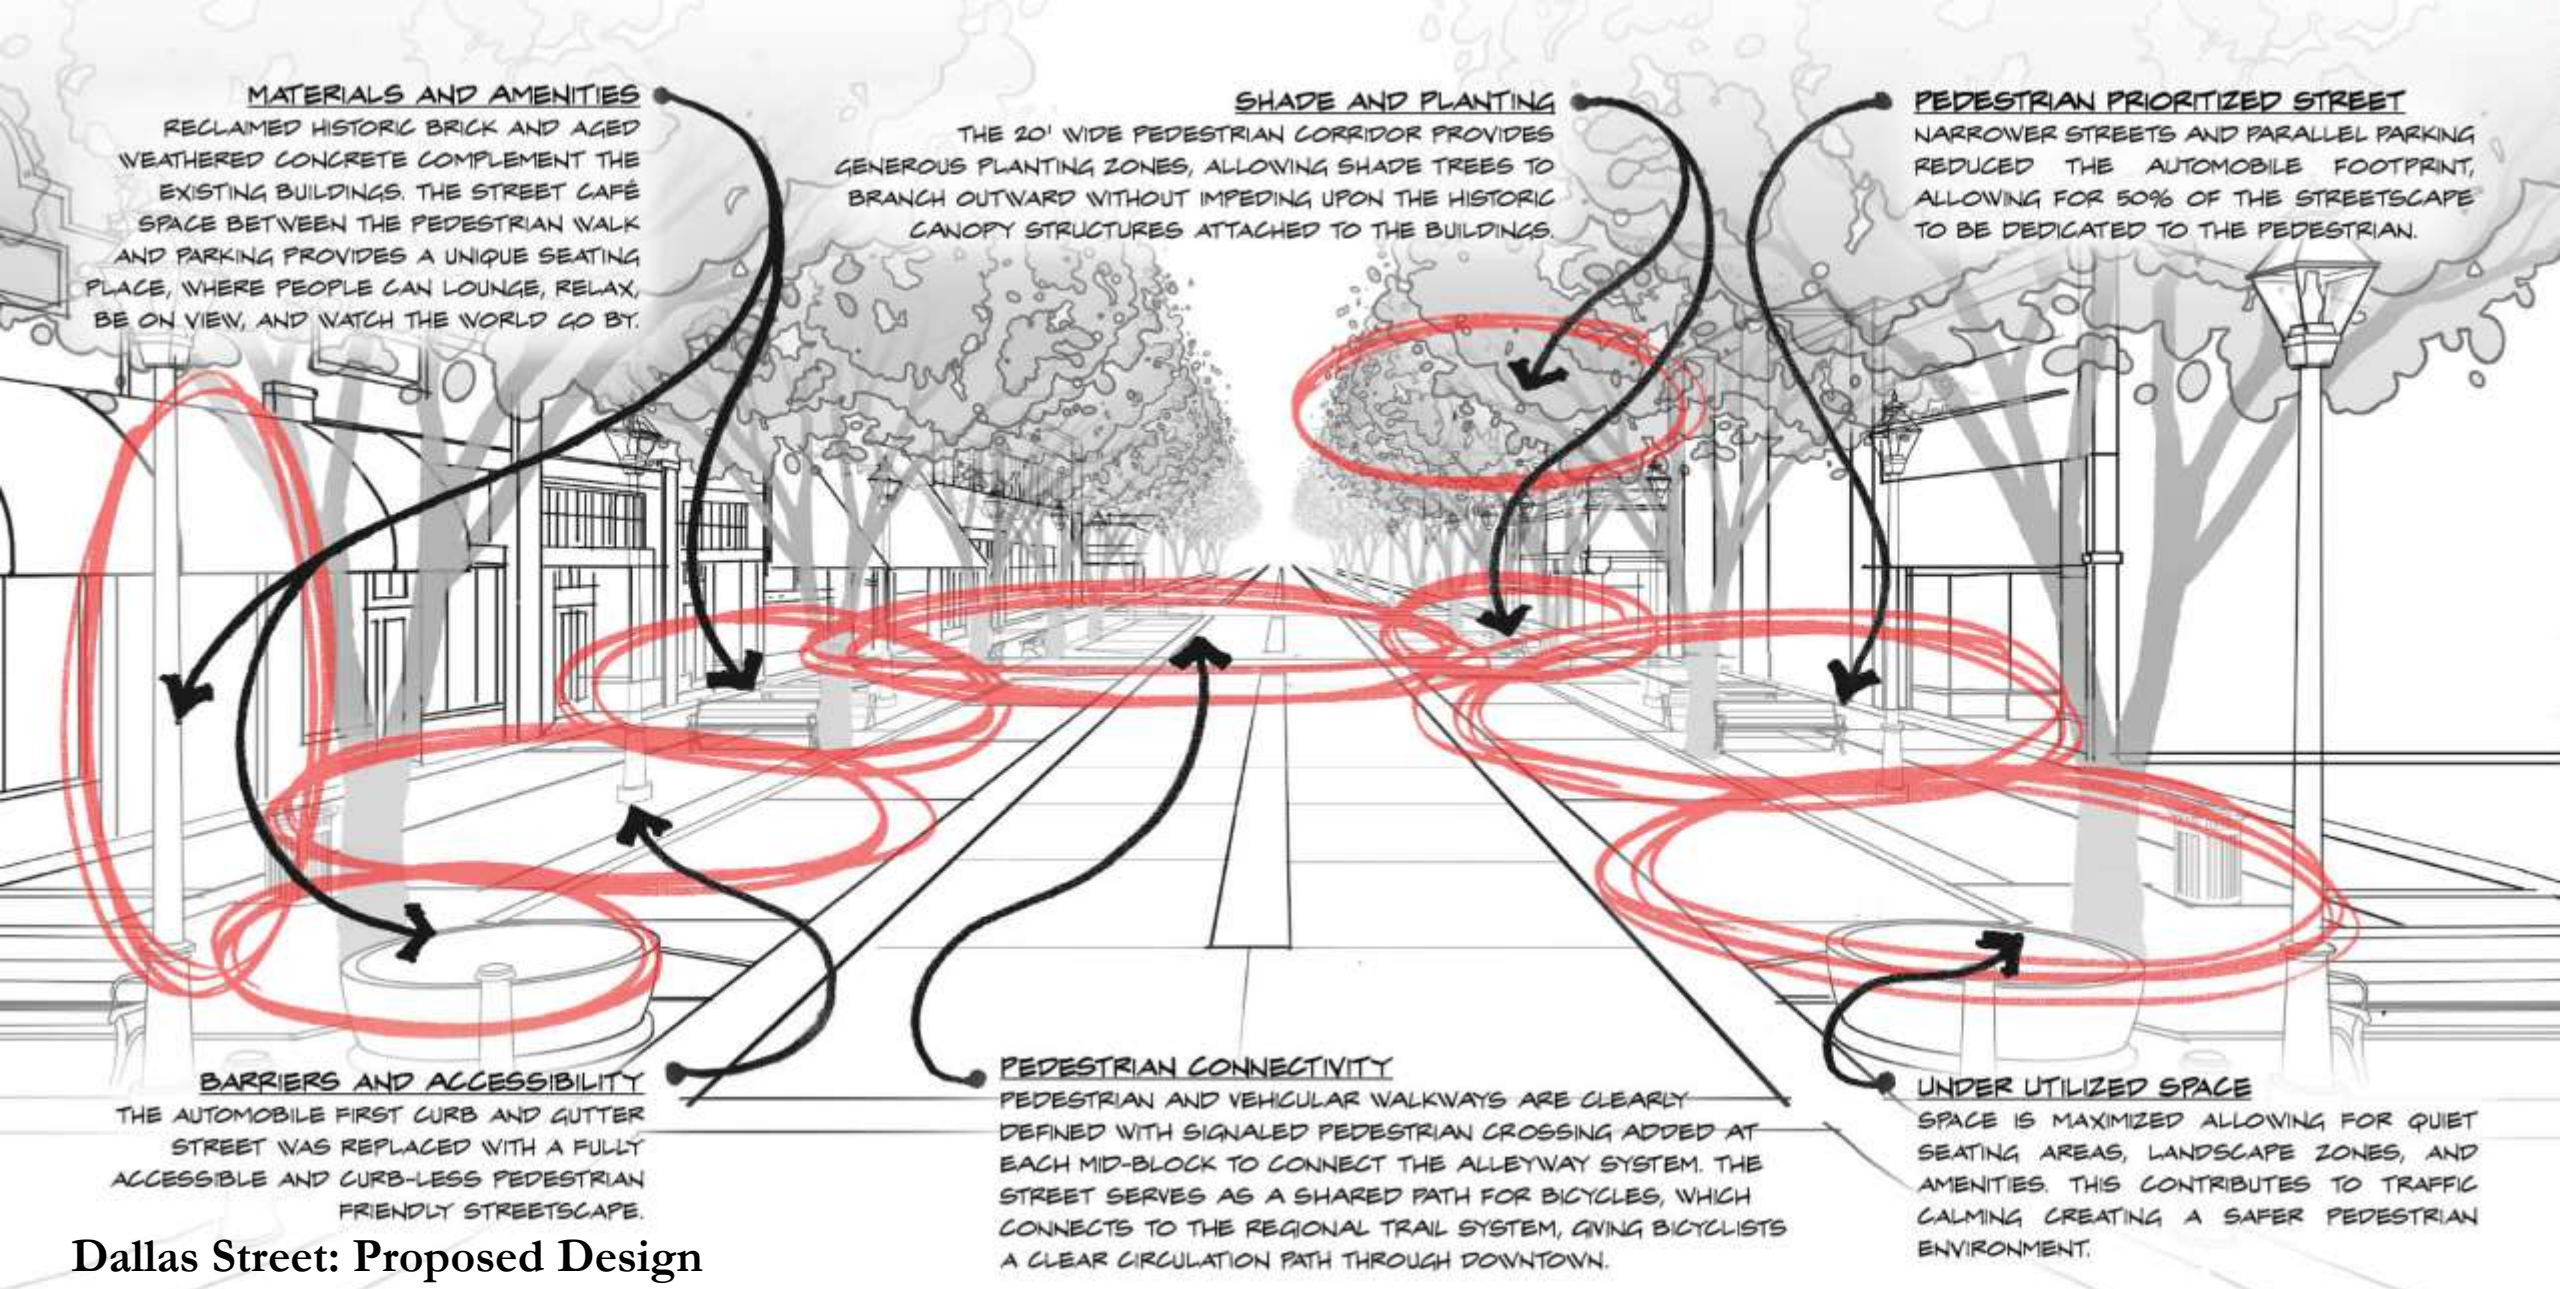 MATERIALS AND AMENITIES
RECLAIMED HISTORIC BRICK AND AGED
WEATHERED CONCRETE COMPLEMENT THE
EXISTING BUILDINGS. THE STREET CAFÉ
SPACE BETWEEN THE PEDESTRIAN WALK
AND PARKING PROVIDES A UNIQUE SEATING
PLACE, WHERE PEOPLE CAN LOUNGE, RELAX,
BE ON VIEW, AND WATCH THE WORLD GO BY.
SHADE AND PLANTING
THE 20' WIDE PEDESTRIAN CORRIDOR PROVIDES
GENEROUS PLANTING ZONES, ALLOWING SHADE TREES TO
BRANCH OUTWARD WITHOUT IMPEDING UPON THE HISTORIC
CANOPY STRUCTURES ATTACHED TO THE BUILDINGS.
PEDESTRIAN PRIORITIZED STREET
NARROWER STREETS AND PARALLEL PARKING
REDUCED THE AUTOMOBILE FOOTPRINT,
ALLOWING FOR 50% OF THE STREETSCAPE
TO BE DEDICATED TO THE PEDESTRIAN.
BARRIERS AND ACCESSIBILITY
THE AUTOMOBILE FIRST CURB AND GUTTER
STREET WAS REPLACED WITH A FULLY
ACCESSIBLE AND CURB-LESS PEDESTRIAN
FRIENDLY STREETSCAPE.
PEDESTRIAN CONNECTIVITY
PEDESTRIAN AND VEHICULAR WALKWAYS ARE CLEARLY
DEFINED WITH SIGNALED PEDESTRIAN CROSSING ADDED AT
EACH MID-BLOCK TO CONNECT THE ALLEYWAY SYSTEM. THE
STREET SERVES AS A SHARED PATH FOR BICYCLES, WHICH
CONNECTS TO THE REGIONAL TRAIL SYSTEM, GIVING BICYCLISTS
A CLEAR CIRCULATION PATH THROUGH DOWNTOWN.
UNDER UTILIZED SPACE
SPACE IS MAXIMIZED ALLOWING FOR QUIET
SEATING AREAS, LANDSCAPE ZONES, AND
AMENITIES. THIS CONTRIBUTES TO TRAFFIC
CALMING CREATING A SAFER PEDESTRIAN
ENVIRONMENT.
Dallas Street: Proposed Design